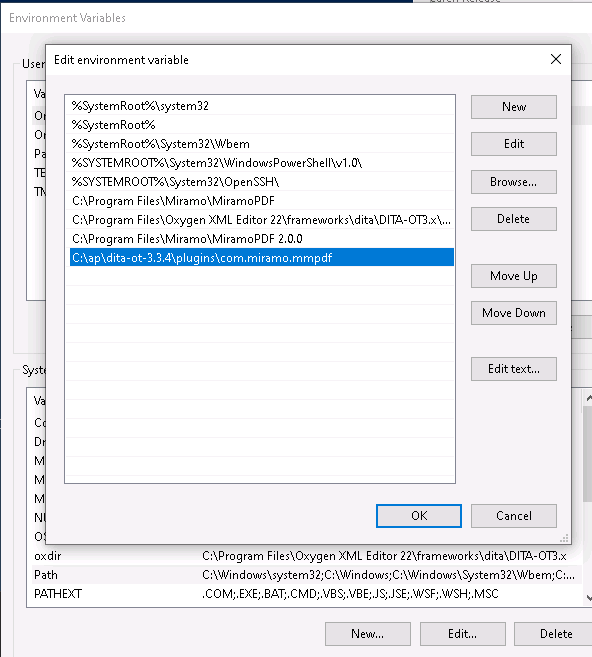 Environment Variables
Edit environment variable
User
Va
Or
Or
Pa
TE
TN
%SystemRoot%\system32
%SystemRoot%
%SystemRoot%\System32\Wbem
%SYSTEMROOT%\System32\WindowsPowerShell\v1.0\
%SYSTEMROOT%\System32\OpenSSH\
C:\Program Files\Miramo\MiramoPDF
C:\Program Files\Oxygen XML Editor 22\frameworks\dita\DITA-OT3.x\...
C:\Program Files\Miramo\MiramoPDF 2.0.0
C:\ap\dita-ot-3.3.4\plugins\com.miramo.mmpdf
New
Edit
Browse...
Delete
Move Up
Move Down
Edit text...
OK
Cancel
Syste
Va
Co
Dr
M
M
M
NU
OS
oxdir C:\Program Files\Oxygen XML Editor 22\frameworks\dita\DITA-OT3.x
Path C:\Windows\system32;C:\Windows;C:\Windows\System32\Wbem;C:...
PATHEXT .COM;.EXE;.BAT;.CMD;.VBS;.VBE;.JS;.JSE;.WSF;.WSH;.MSC
New... Edit... Delete